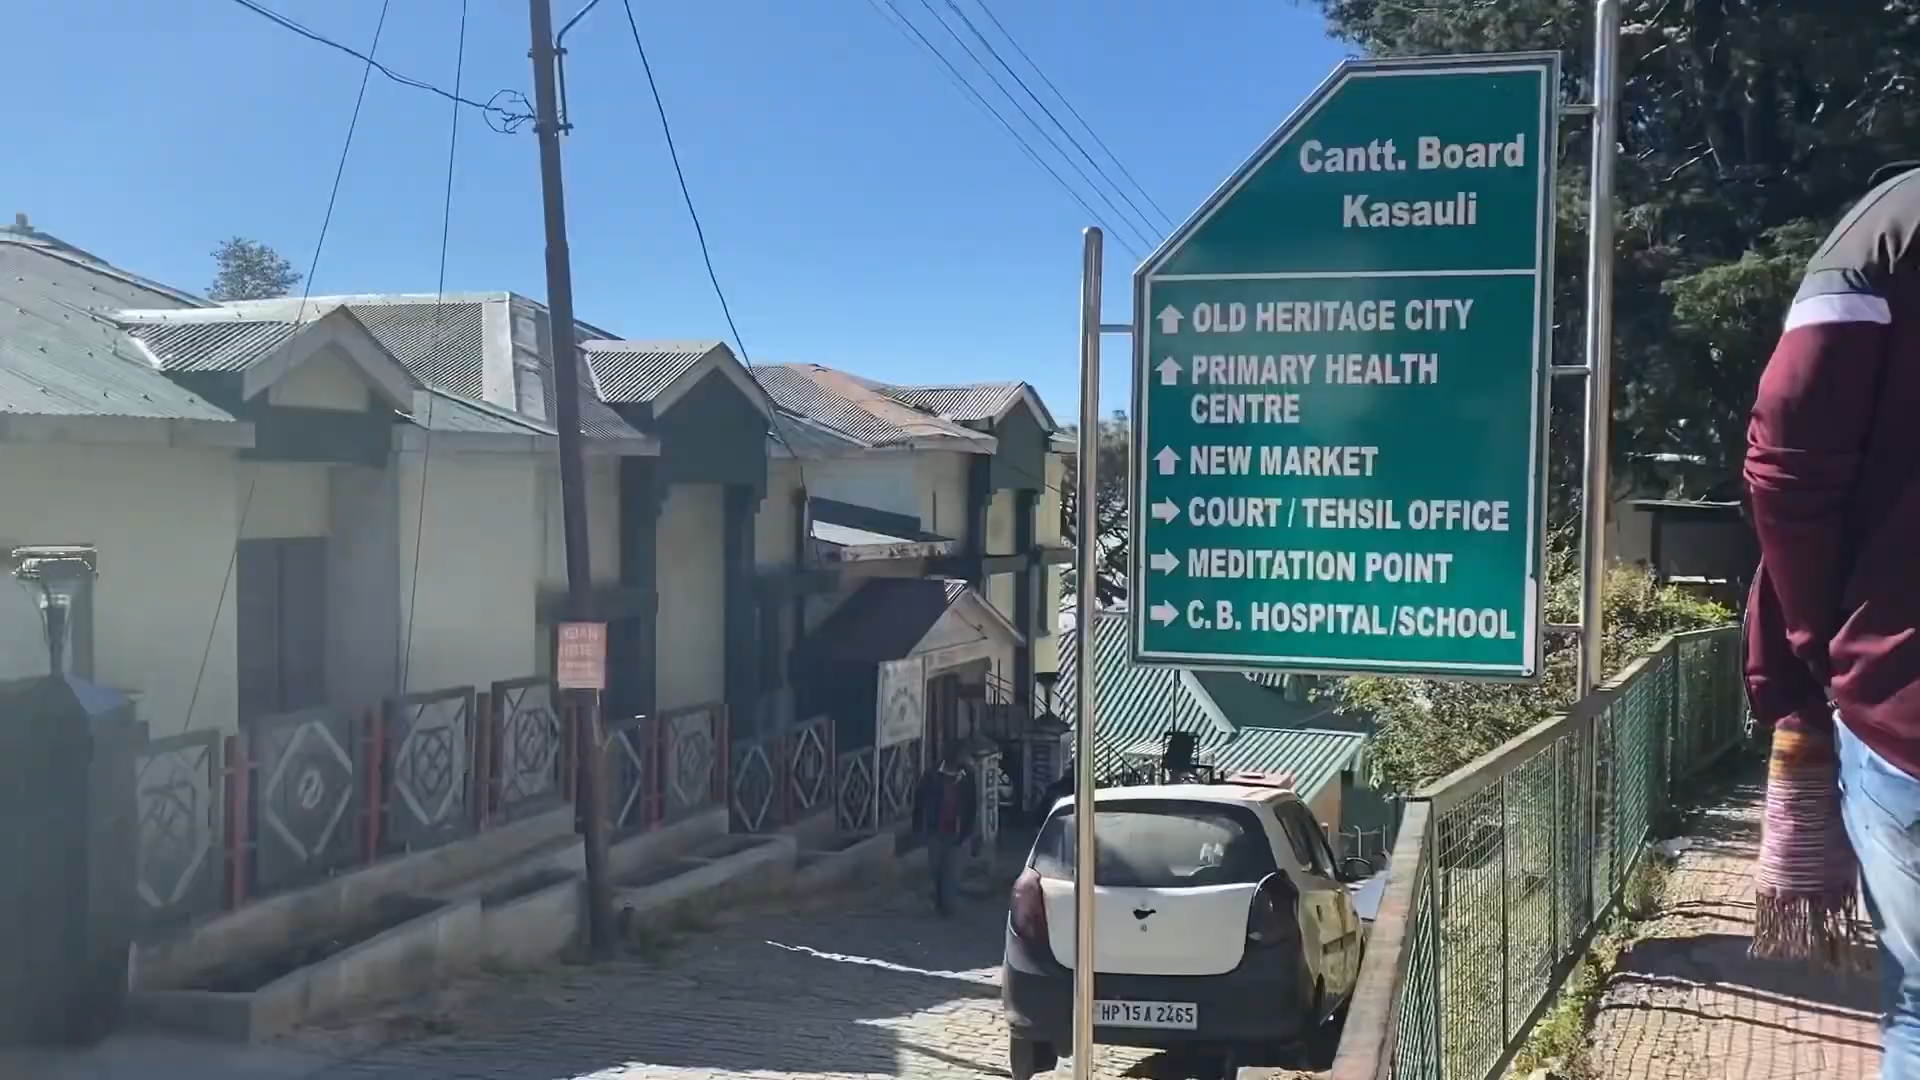 Cantt. Board
Kasauli
OLD HERITAGE CITY
PRIMARY HEALTH
CENTRE
NEW MARKET
COURT / TEHSIL OFFICE
MEDITATION POINT
C.B. HOSPITAL/SCHOOL
HP 15 A 2465